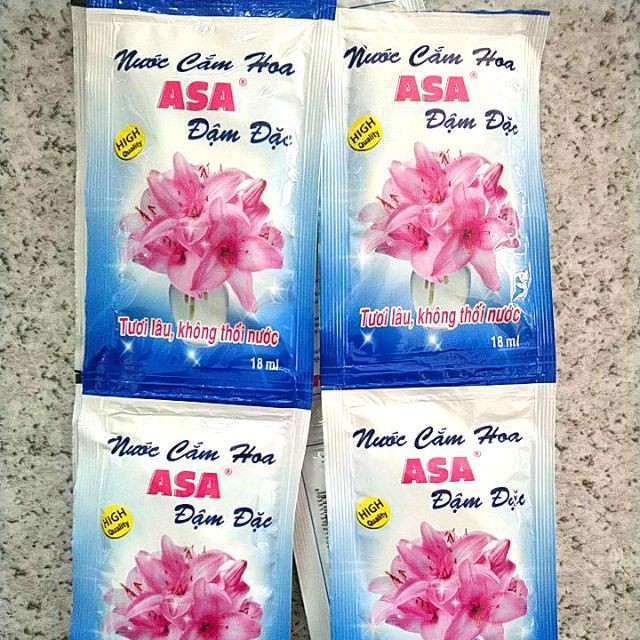 Nước Cắm Hoa
ASA®
Đậm Đặc
HIGH
Quality
Tươi lâu, không thối nước
18 ml
Nước Cắm Hoa
ASA®
Đậm Đặc
HIGH
Quality
Tươi lâu, không thối nước
18 ml
Nước Cắm Hoa
ASA®
Đậm Đặc
HIGH
Quality
Nước Cắm Hoa
ASA®
Đậm Đặc
HIGH
Quality